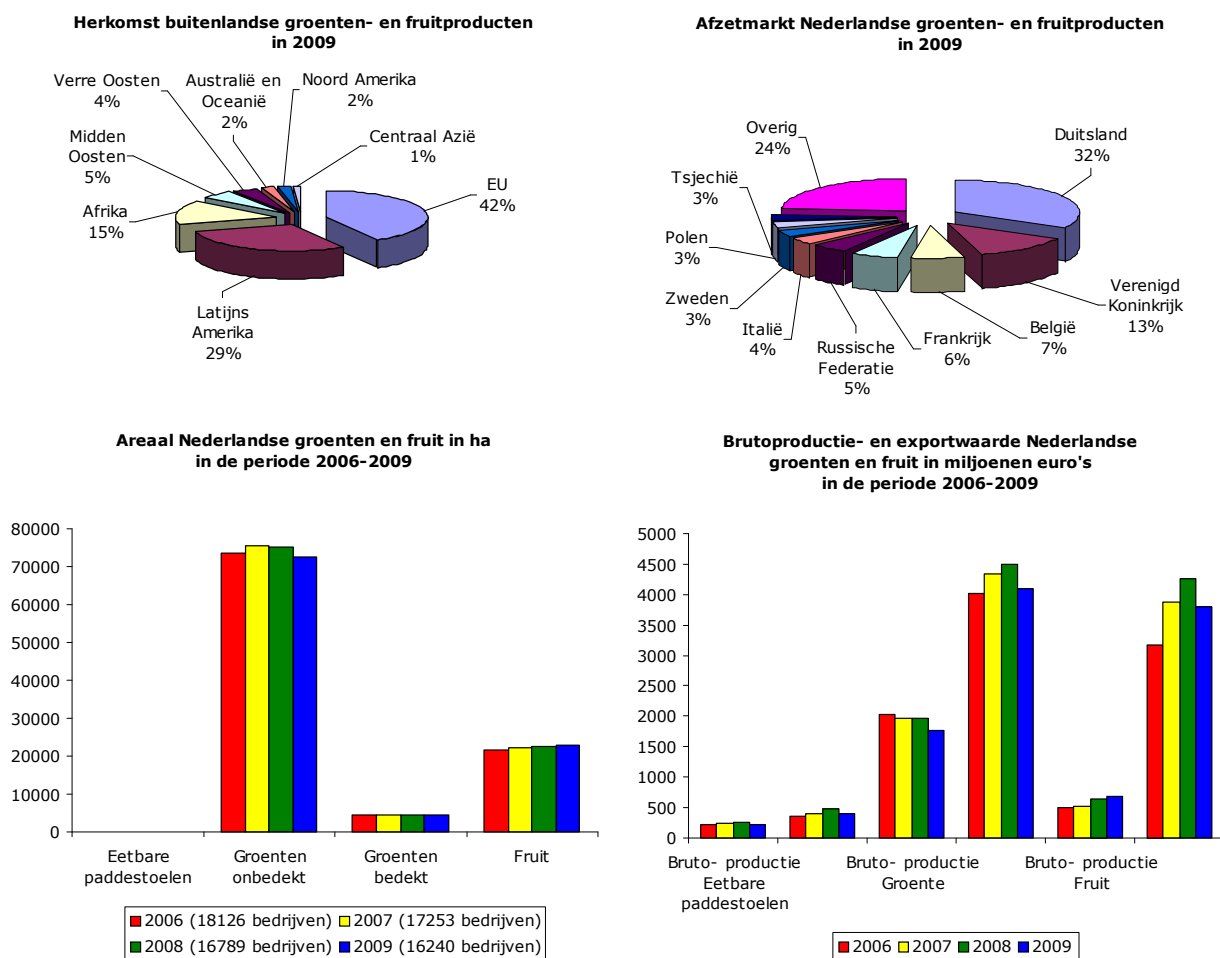 Herkomst buitenlandse groenten- en fruitproducten
in 2009
Verre Oosten
4%
Australië en
Oceanië
2%
Noord Amerika
2%
Midden
Oosten
5%
Centraal Azië
1%
EU
42%
Afrika
15%
Latijns
Amerika
29%
Afzetmarkt Nederlandse groenten- en fruitproducten
in 2009
Overig
24%
Duitsland
32%
Tsjechië
3%
Polen
3%
Zweden
3%
Italië
4%
Russische
Federatie
5%
Frankrijk
6%
België
7%
Verenigd
Koninkrijk
13%
Areaal Nederlandse groenten en fruit in ha
in de periode 2006-2009
80000
70000
60000
50000
40000
30000
20000
10000
0
Eetbare
paddestoelen
Groenten
onbedekt
Groenten
bedekt
Fruit
2006 (18126 bedrijven)
2007 (17253 bedrijven)
2008 (16789 bedrijven)
2009 (16240 bedrijven)
Brutoproductie- en exportwaarde Nederlandse
groenten en fruit in miljoenen euro's
in de periode 2006-2009
5000
4500
4000
3500
3000
2500
2000
1500
1000
500
0
Bruto- productie
Eetbare
paddestoelen
Bruto- productie
Groente
Bruto- productie
Fruit
2006
2007
2008
2009